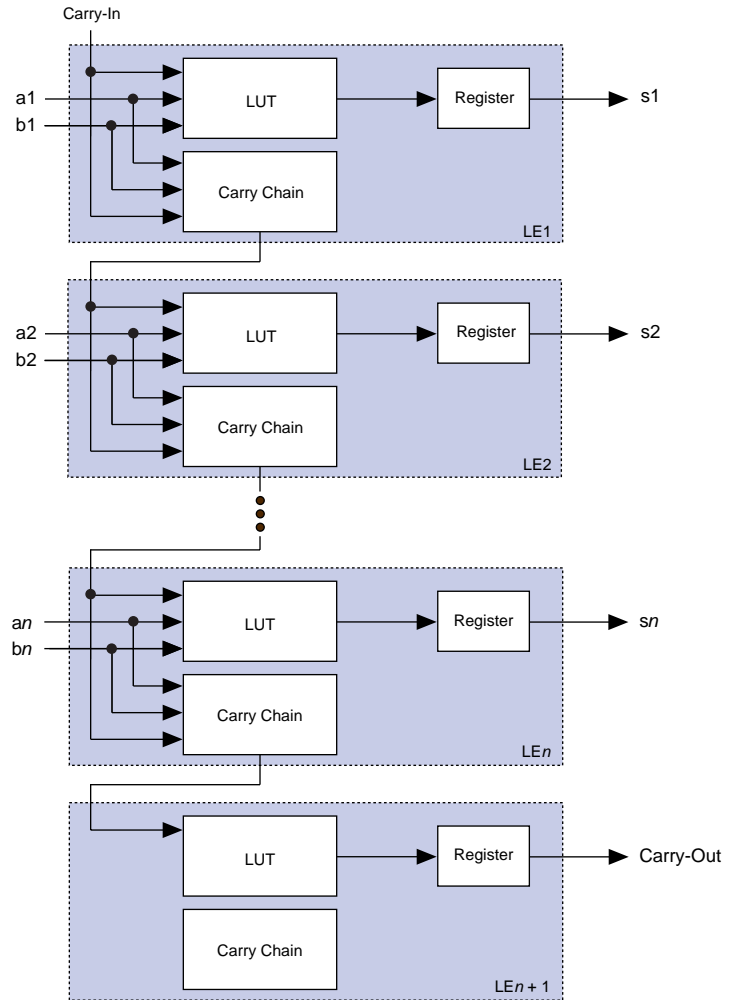 Carry-In
a1
b1
LUT
Register
s1
Carry Chain
LE1
a2
b2
LUT
Register
s2
Carry Chain
LE2
an
bn
LUT
Register
sn
Carry Chain
LEn
LUT
Register
Carry-Out
Carry Chain
LEn + 1